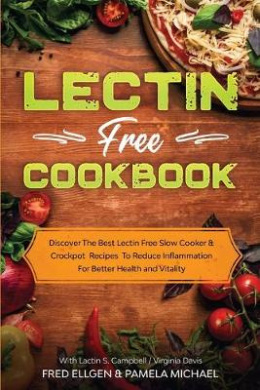 LECTIN
Free
COOKBOOK
Discover The Best Lectin Free Slow Cooker &
Crockpot Recipes To Reduce Inflammation
For Better Health and Vitality
With Lactin S. Campbell / Virginia Davis
FRED ELLGEN & PAMELA MICHAEL